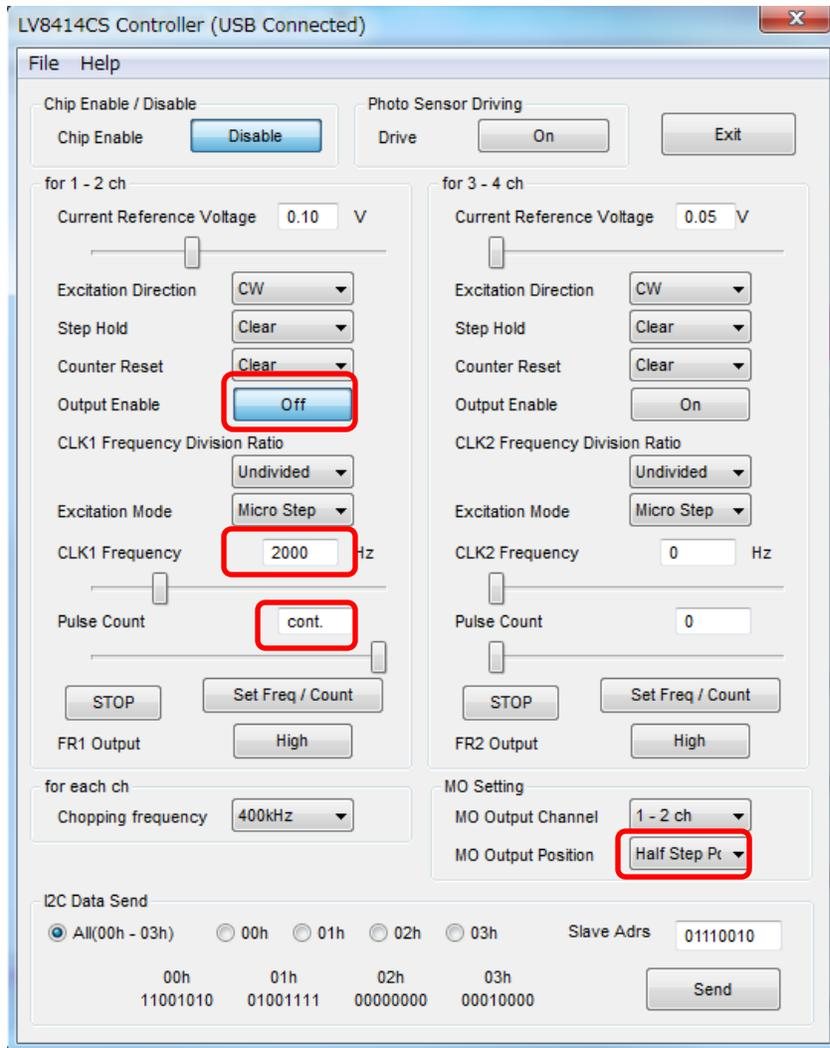 LV8414CS Controller (USB Connected)
File Help
Chip Enable / Disable
Chip Enable Disable
Photo Sensor Driving
Drive On
Exit
for 1 - 2 ch
Current Reference Voltage 0.10 V
Excitation Direction CW
Step Hold Clear
Counter Reset Clear
Output Enable Off
CLK1 Frequency Division Ratio
Undivided
Excitation Mode Micro Step
CLK1 Frequency 2000 Hz
Pulse Count cont.
STOP Set Freq / Count
FR1 Output High
for 3 - 4 ch
Current Reference Voltage 0.05 V
Excitation Direction CW
Step Hold Clear
Counter Reset Clear
Output Enable On
CLK2 Frequency Division Ratio
Undivided
Excitation Mode Micro Step
CLK2 Frequency 0 Hz
Pulse Count 0
STOP Set Freq / Count
FR2 Output High
for each ch
Chopping frequency 400kHz
MO Setting
MO Output Channel 1 - 2 ch
MO Output Position Half Step Pc
I2C Data Send
All(00h - 03h) 00h 01h 02h 03h Slave Adrs 01110010
00h 01h 02h 03h
11001010 01001111 00000000 00010000
Send